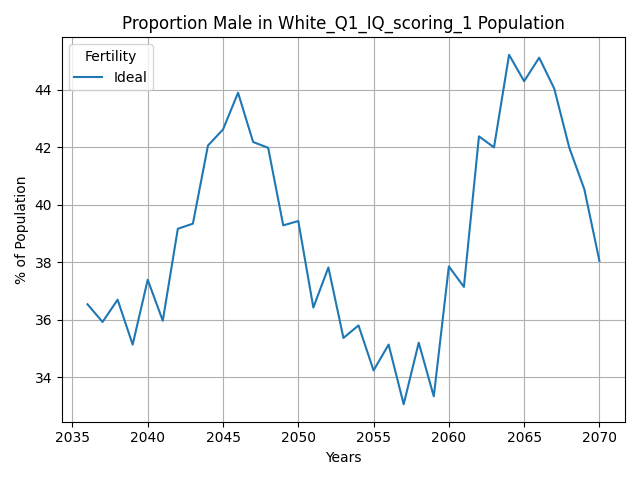 Proportion Male in White_Q1_IQ_scoring_1 Population
Fertility
Ideal
% of Population
44
42
40
38
36
34
2035 2040 2045 2050 2055 2060 2065 2070
Years